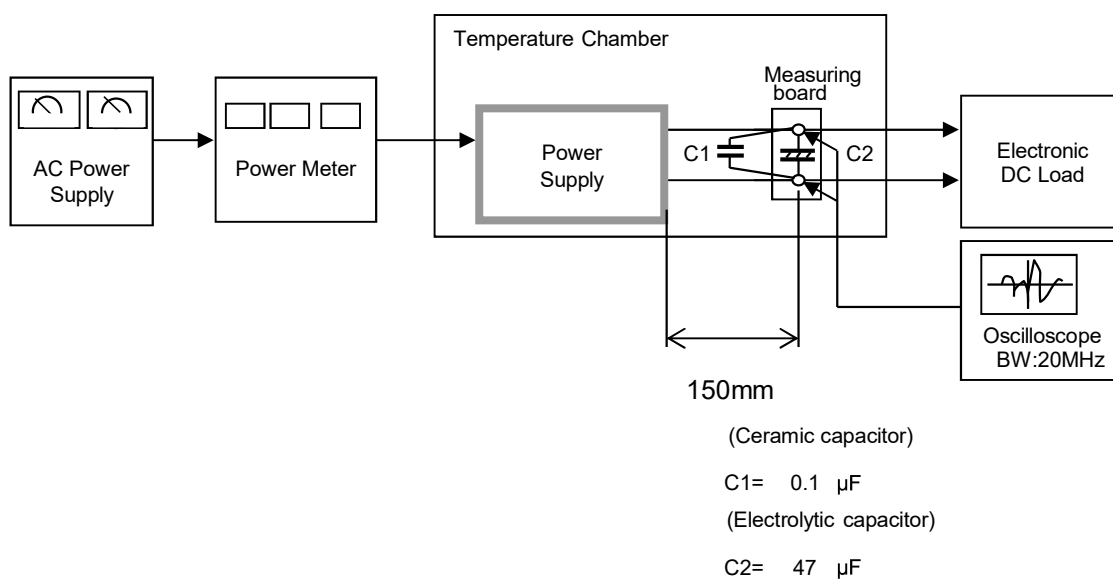 Temperature Chamber
Measuring
board
AC Power
Supply
Power Meter
Power
Supply
C1
C2
Electronic
DC Load
Oscilloscope
BW:20MHz
150mm
(Ceramic capacitor)
C1= 0.1 µF
(Electrolytic capacitor)
C2= 47 µF